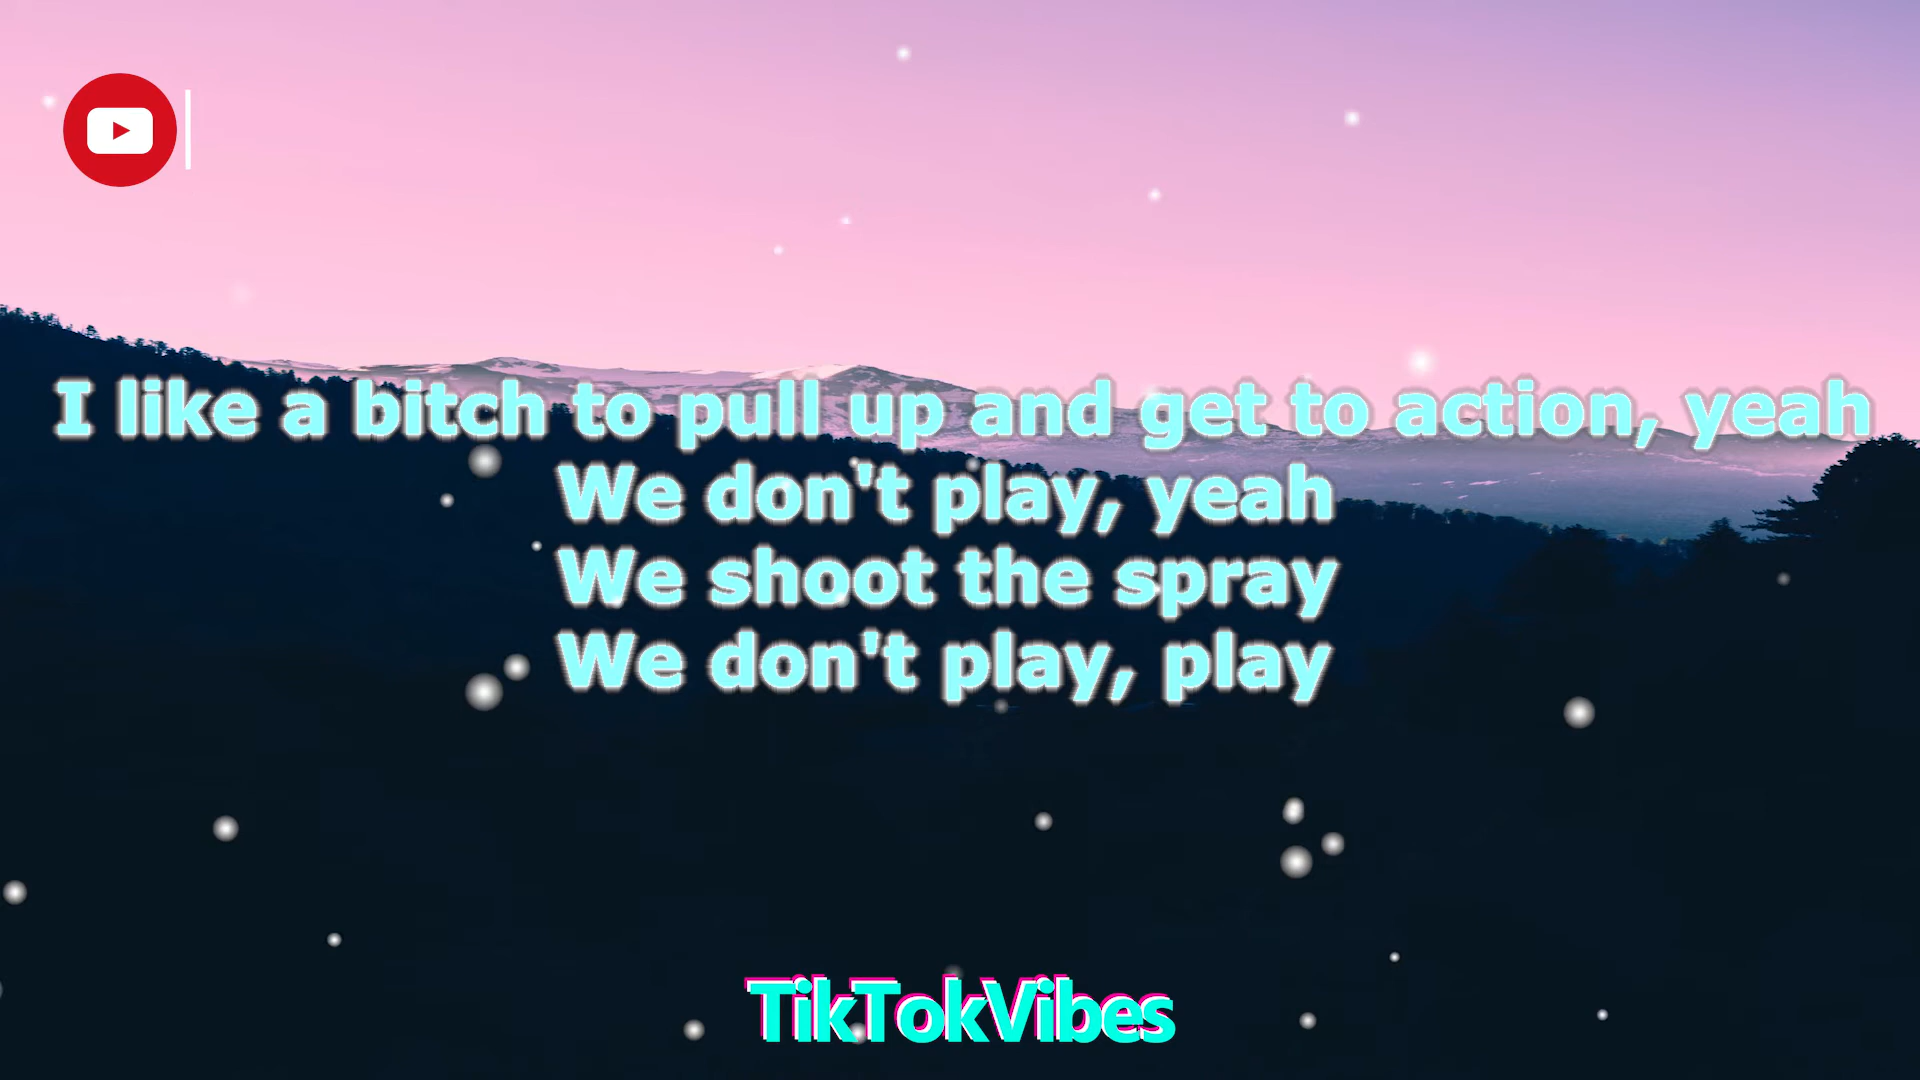 I like a bitch to pull up and get to action, yeah
We don't play, yeah
We shoot the spray
We don't play, play
TikTokVibes